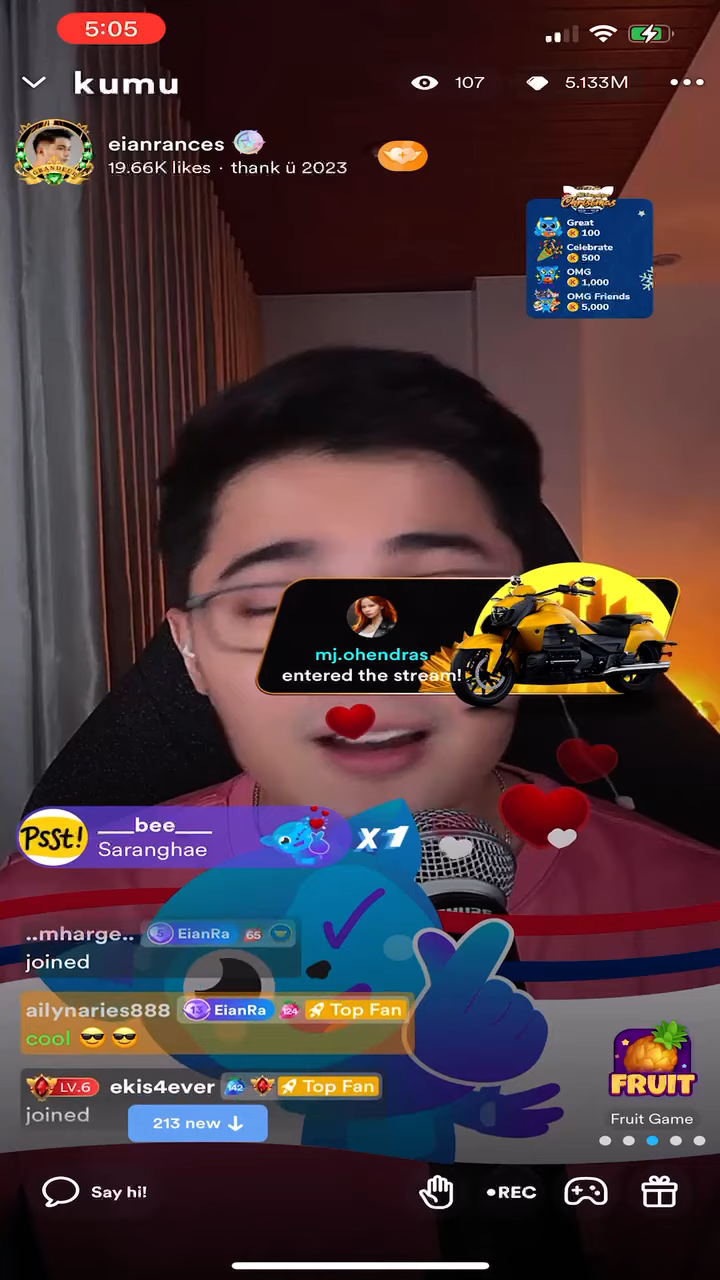 5:05
kumu
107
5.133M
eianrances
19.66K likes · thank ü 2023
GRANDEUR
Christmas
Great
100
Celebrate
500
OMG
1,000
OMG Friends
5,000
mj.ohendras
entered the stream!
PSST!
__bee__
Saranghae
X1
..mharge.. 5 EianRa 65
joined
ailynaries888 13 EianRa 124 Top Fan
cool 😎 😎
LV.6 ekis4ever 142 Top Fan
joined
213 new ↓
FRUIT
Fruit Game
Say hi!
•REC